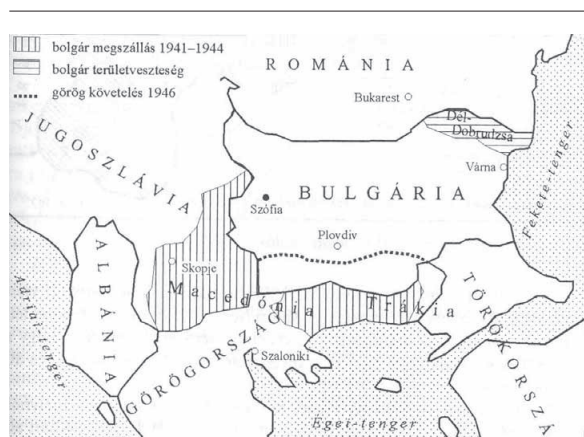 bolgár megszállás 1941–1944
bolgár területveszteség
görög követelés 1946
ROMÁNIA
Bukarest
Dél-
Dobrudzsa
Várna
JUGOSZLÁVIA
BULGÁRIA
Szófia
Fekete-tenger
Plovdiv
ALBÁNIA
Skopje
Macedónia
Trákia
TÖRÖKORSZÁ
Adriai-tenger
GÖRÖGORSZÁG
Szaloniki
Égei-tenger